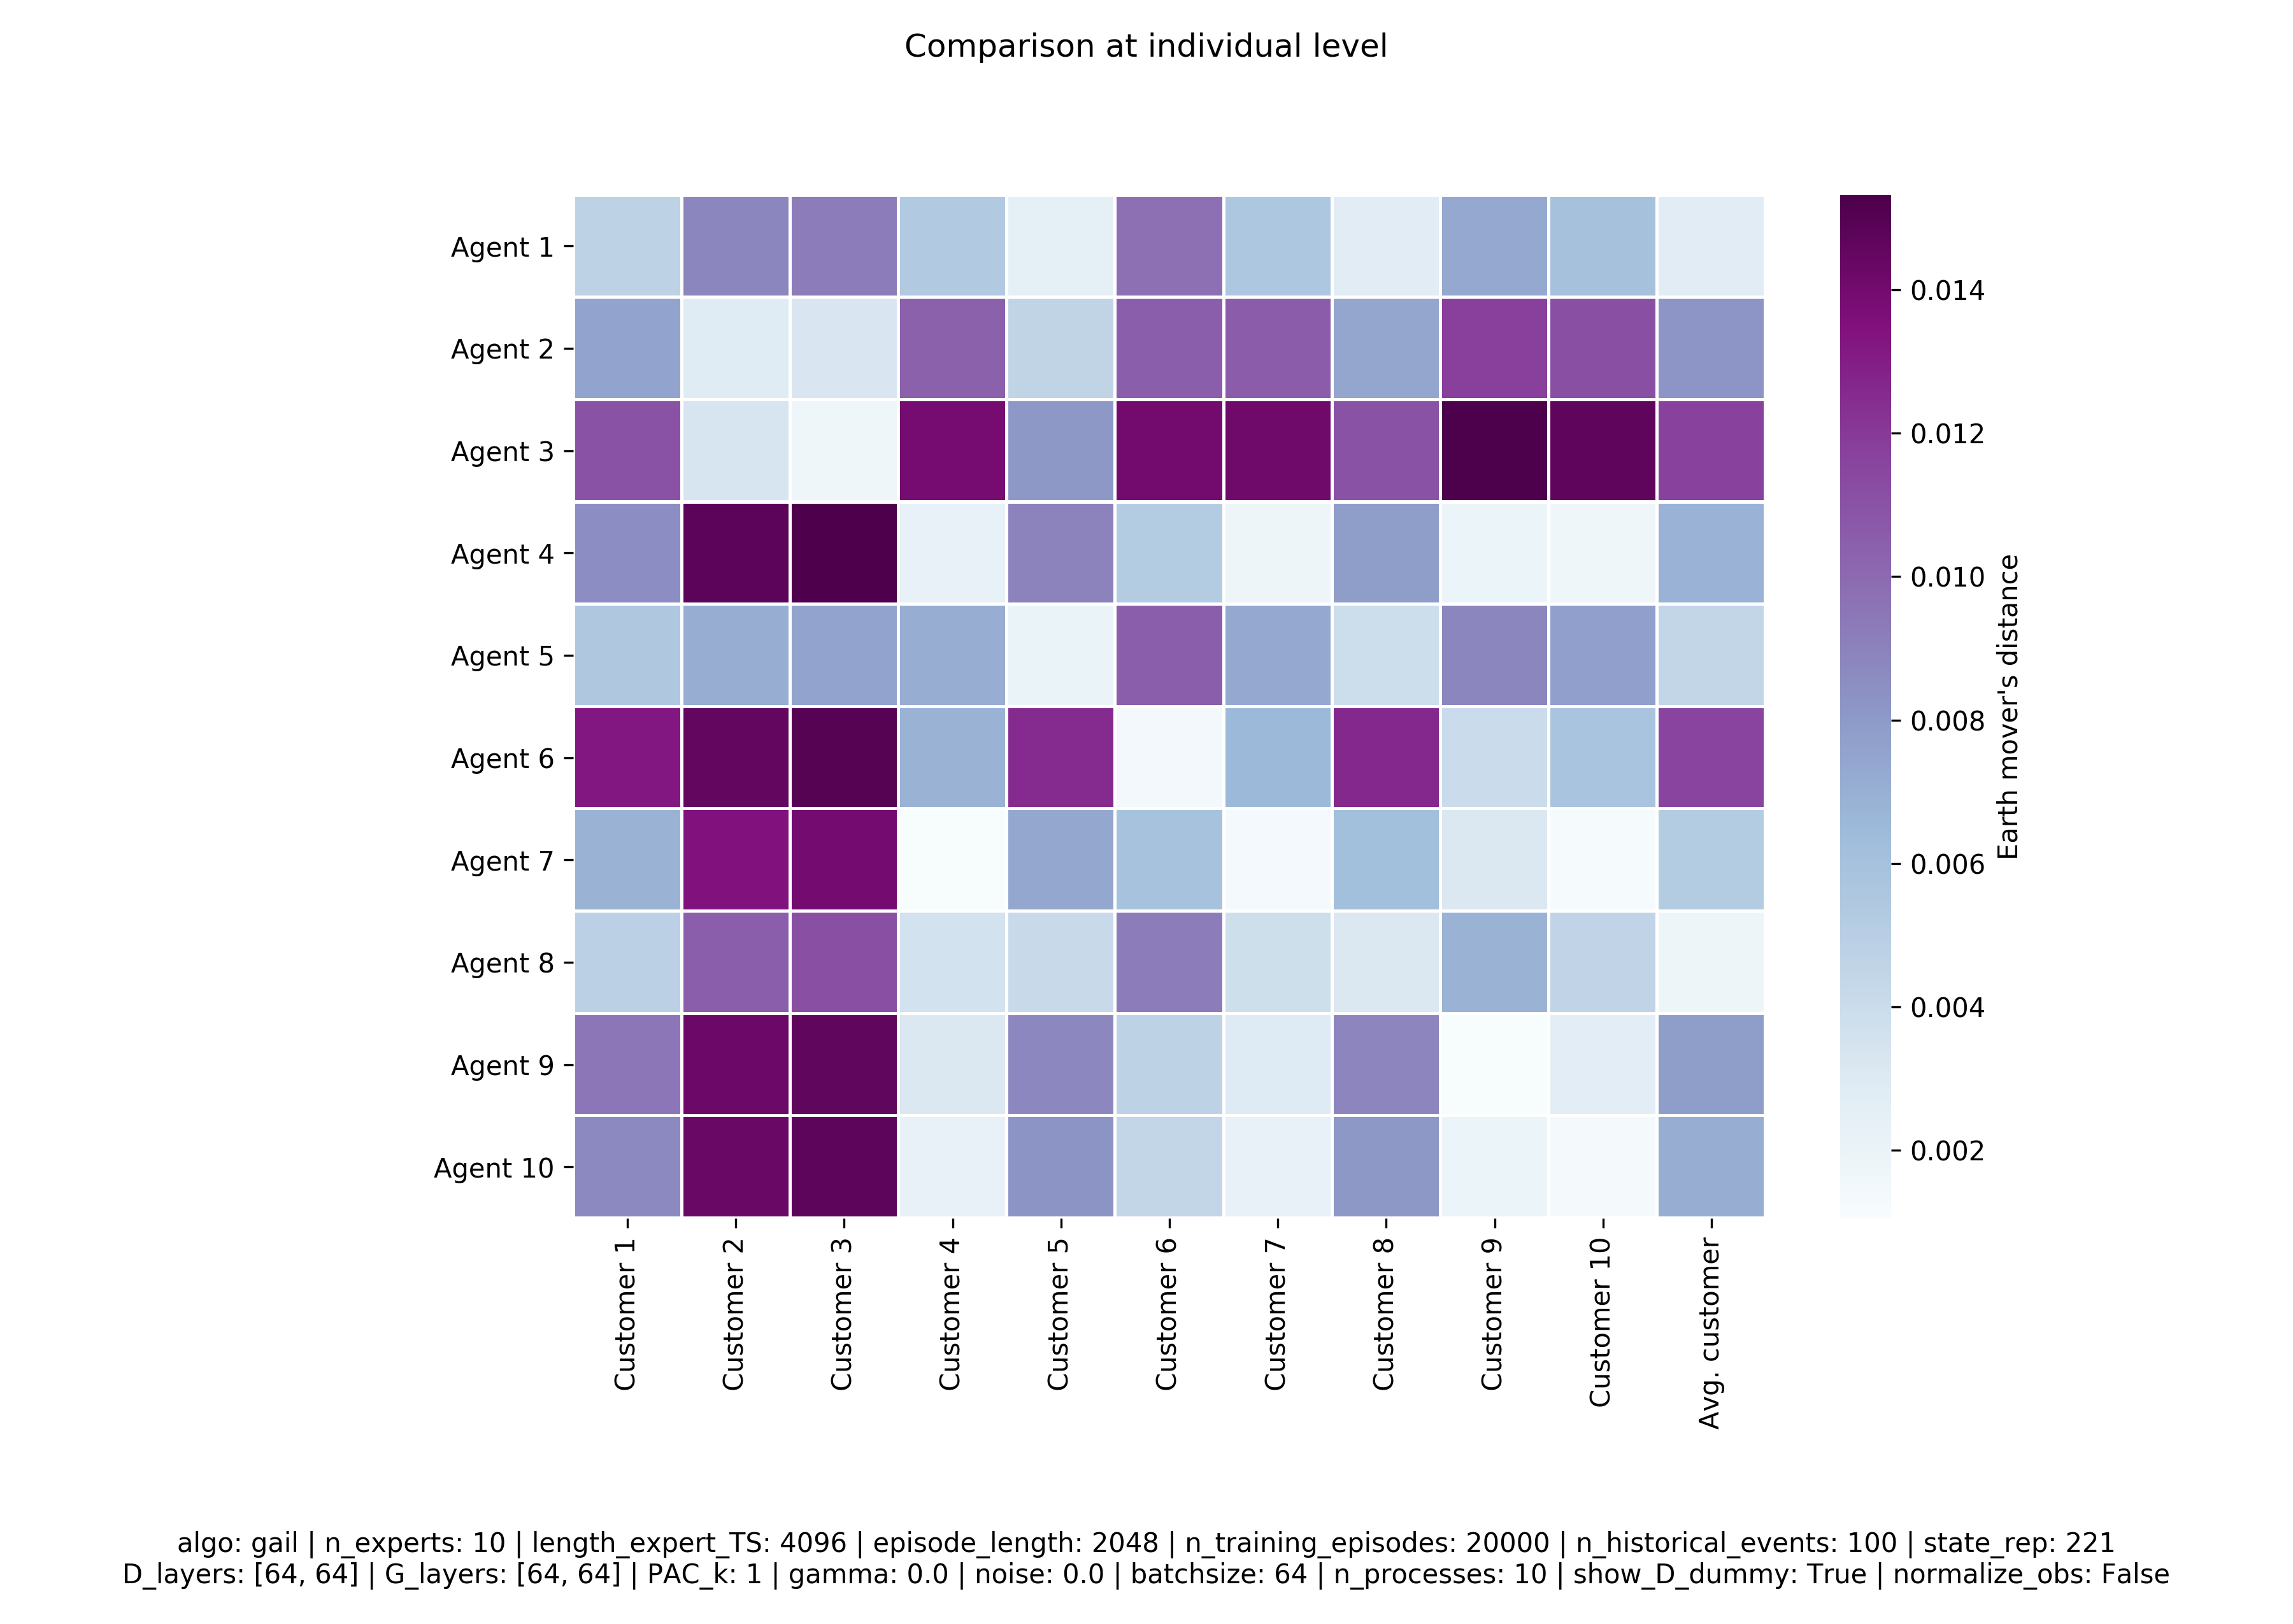 Comparison at individual level
Agent 1
Agent 2
Agent 3
Agent 4
Agent 5
Agent 6
Agent 7
Agent 8
Agent 9
Agent 10
Customer 1
Customer 2
Customer 3
Customer 4
Customer 5
Customer 6
Customer 7
Customer 8
Customer 9
Customer 10
Avg. customer
0.014
0.012
0.010
0.008
0.006
0.004
0.002
Earth mover's distance
algo: gail | n_experts: 10 | length_expert_TS: 4096 | episode_length: 2048 | n_training_episodes: 20000 | n_historical_events: 100 | state_rep: 221
D_layers: [64, 64] | G_layers: [64, 64] | PAC_k: 1 | gamma: 0.0 | noise: 0.0 | batchsize: 64 | n_processes: 10 | show_D_dummy: True | normalize_obs: False